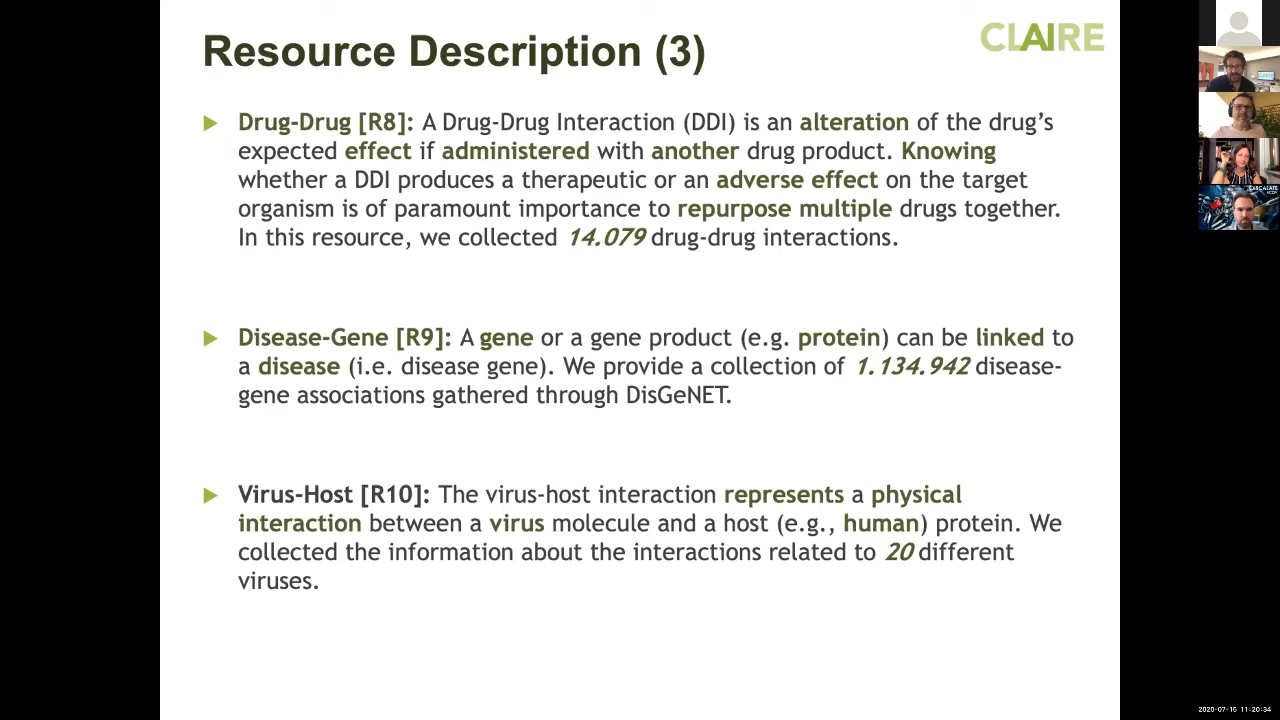 Resource Description (3)
CLAIRE
Drug-Drug [R8]: A Drug-Drug Interaction (DDI) is an alteration of the drug's
expected effect if administered with another drug product. Knowing
whether a DDI produces a therapeutic or an adverse effect on the target
organism is of paramount importance to repurpose multiple drugs together.
In this resource, we collected 14.079 drug-drug interactions.
Disease-Gene [R9]: A gene or a gene product (e.g. protein) can be linked to
a disease (i.e. disease gene). We provide a collection of 1.134.942 disease-
gene associations gathered through DisGeNET.
Virus-Host [R10]: The virus-host interaction represents a physical
interaction between a virus molecule and a host (e.g., human) protein. We
collected the information about the interactions related to 20 different
viruses.
2020-07-15 11:20:34